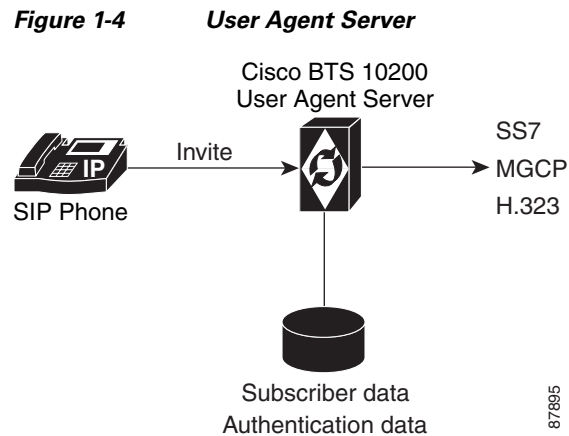 Figure 1-4 User Agent Server
Cisco BTS 10200
User Agent Server
SS7
Invite
MGCP
IP
H.323
SIP Phone
Subscriber data
Authentication data
87895